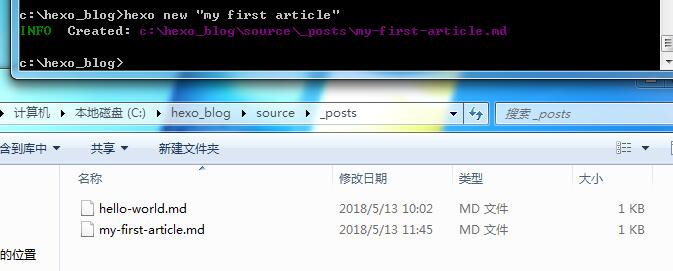 c:\hexo_blog>hexo new "my first article"
INFO  Created: c:\hexo_blog\source\_posts\my-first-article.md
c:\hexo_blog>
计算机 ▸ 本地磁盘 (C:) ▸ hexo_blog ▸ source ▸ _posts 搜索 _posts
含到库中 ▾ 共享 ▾ 新建文件夹
名称 修改日期 类型 大小
hello-world.md 2018/5/13 10:02 MD 文件 1 KB
my-first-article.md 2018/5/13 11:45 MD 文件 1 KB
的位置